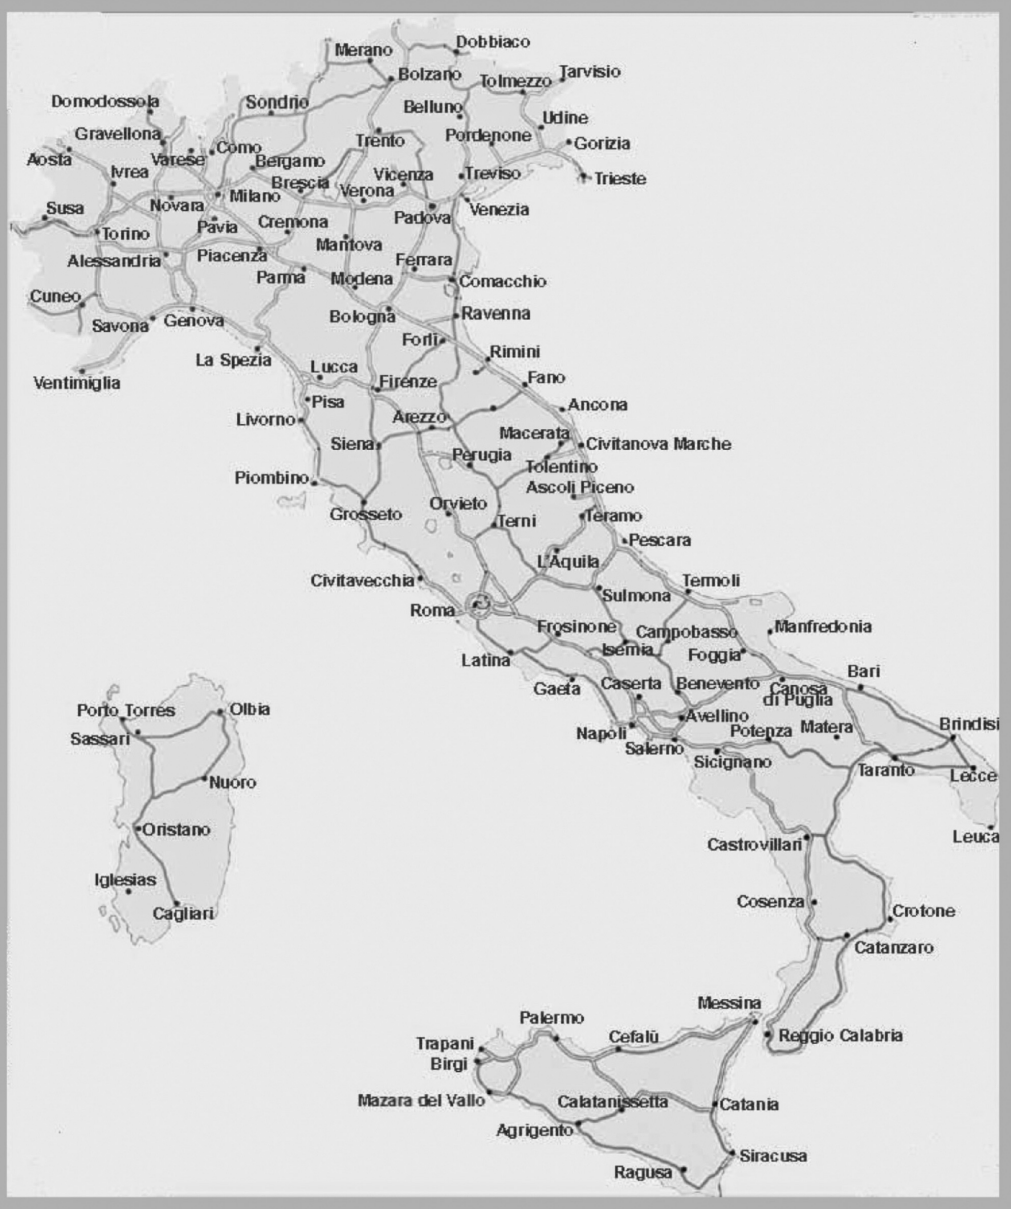 Dobbiaco
Merano
Bolzano
Tolmezzo
Tarvisio
Domodossola
Sondrio
Belluno
Udine
Gravellona
Trento
Pordenone
Gorizia
Aosta
Varese
Como
Bergamo
Ivrea
Brescia
Vicenza
Treviso
Trieste
Milano
Verona
Susa
Novara
Padova
Venezia
Torino
Pavia
Cremona
Mantova
Alessandria
Piacenza
Ferrara
Parma
Modena
Comacchio
Cuneo
Savona
Genova
Bologna
Ravenna
Forlì
La Spezia
Rimini
Ventimiglia
Lucca
Firenze
Fano
Pisa
Ancona
Livorno
Arezzo
Macerata
Siena
Civitanova Marche
Perugia
Tolentino
Piombino
Ascoli Piceno
Grosseto
Orvieto
Terni
Teramo
Pescara
L'Aquila
Civitavecchia
Termoli
Sulmona
Roma
Frosinone
Campobasso
Manfredonia
Isernia
Foggia
Latina
Bari
Gaeta
Caserta
Benevento
Canosa
di Puglia
Porto Torres
Olbia
Avellino
Matera
Brindisi
Sassari
Napoli
Potenza
Salerno
Sicignano
Taranto
Lecce
Nuoro
Oristano
Leuca
Castrovillari
Iglesias
Cosenza
Crotone
Cagliari
Catanzaro
Messina
Palermo
Reggio Calabria
Trapani
Cefalù
Birgi
Mazara del Vallo
Calatanissetta
Catania
Agrigento
Siracusa
Ragusa